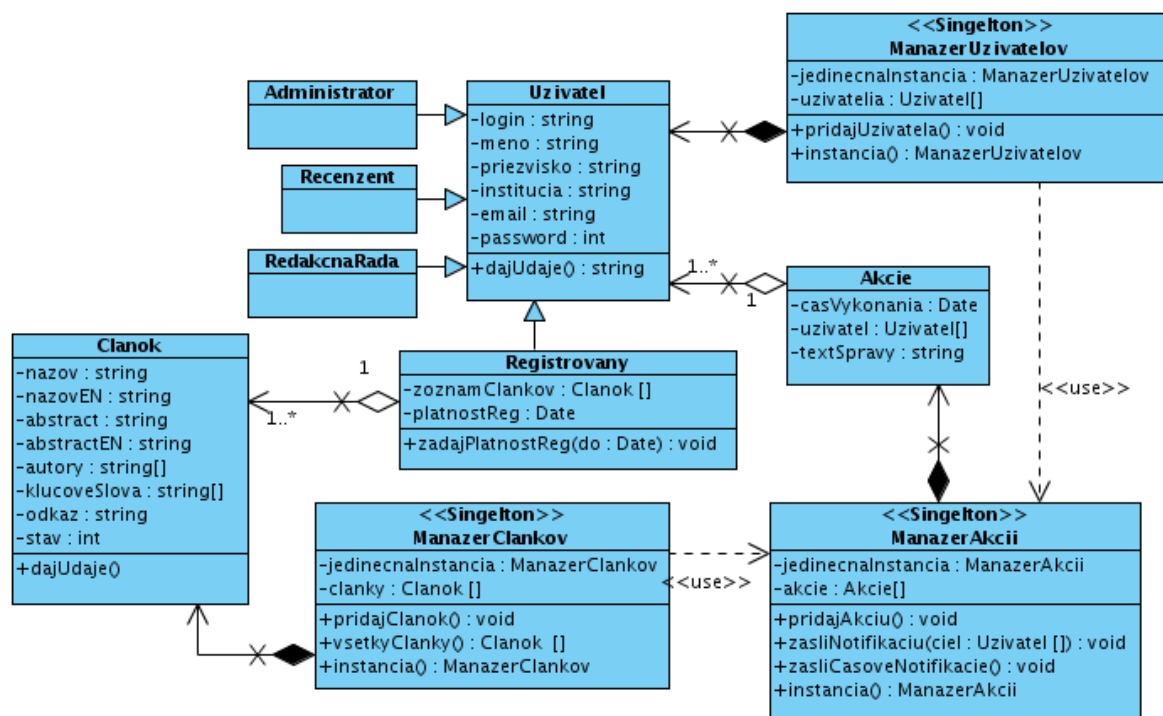 <<Singelton>>
ManazerUzivatelov
-jedinecnaInstancia : ManazerUzivatelov
-uzivatelia : Uzivatel[]
+pridajUzivatela() : void
+instancia() : ManazerUzivatelov
Administrator
Uzivatel
-login : string
-meno : string
-priezvisko : string
-institucia : string
-email : string
-password : int
+dajUdaje() : string
Recenzent
RedakcnaRada
1..*
1
Akcie
-casVykonania : Date
-uzivatel : Uzivatel[]
-textSpravy : string
<<use>>
Clanok
-nazov : string
-nazovEN : string
-abstract : string
-abstractEN : string
-autory : string[]
-klucoveSlova : string[]
-odkaz : string
-stav : int
+dajUdaje()
1
1..*
Registrovany
-zoznamClankov : Clanok []
-platnostReg : Date
+zadajPlatnostReg(do : Date) : void
<<Singelton>>
ManazerClankov
-jedinecnaInstancia : ManazerClankov
-clanky : Clanok []
+pridajClanok() : void
+vsetkyClanky() : Clanok []
+instancia() : ManazerClankov
<<use>>
<<Singelton>>
ManazerAkcii
-jedinecnaInstancia : ManazerAkcii
-akcie : Akcie[]
+pridajAkciu() : void
+zasliNotifikaciu(ciel : Uzivatel []) : void
+zasliCasoveNotifikacie() : void
+instancia() : ManazerAkcii